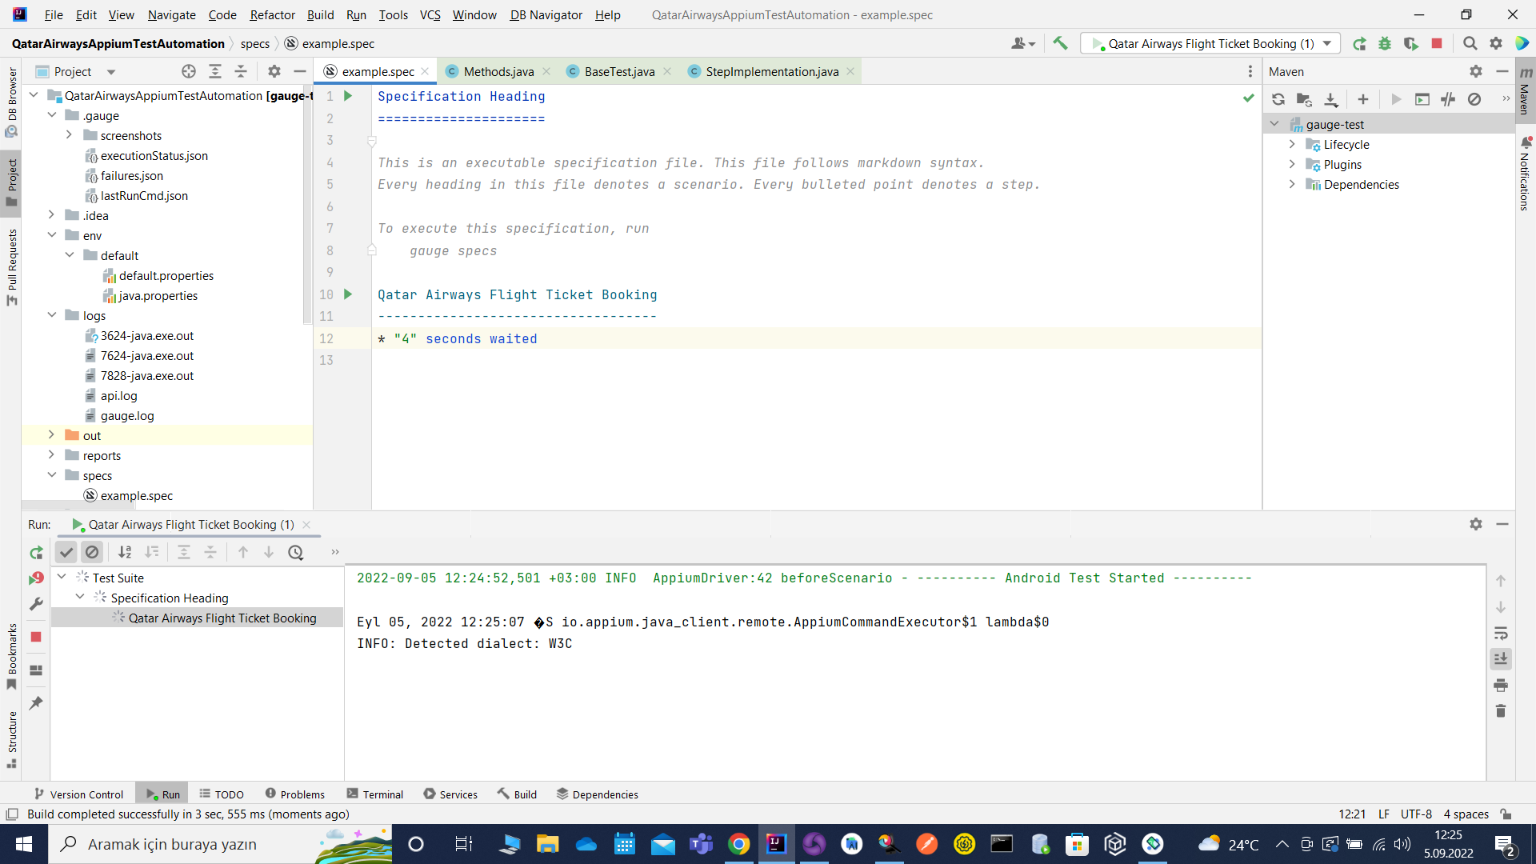 File Edit View Navigate Code Refactor Build Run Tools VCS Window DB Navigator Help QatarAirwaysAppiumTestAutomation - example.spec
QatarAirwaysAppiumTestAutomation specs example.spec Qatar Airways Flight Ticket Booking (1)
Project
example.spec Methods.java BaseTest.java StepImplementation.java
Maven
DB Browser
Project
Pull Requests
Bookmarks
Structure
QatarAirwaysAppiumTestAutomation [gauge-t
.gauge
screenshots
executionStatus.json
failures.json
lastRunCmd.json
.idea
env
default
default.properties
java.properties
logs
3624-java.exe.out
7624-java.exe.out
7828-java.exe.out
api.log
gauge.log
out
reports
specs
example.spec
1 Specification Heading
2 =====================
3
4 This is an executable specification file. This file follows markdown syntax.
5 Every heading in this file denotes a scenario. Every bulleted point denotes a step.
6
7 To execute this specification, run
8 gauge specs
9
10 Qatar Airways Flight Ticket Booking
11 -----------------------------------
12 * "4" seconds waited
13
gauge-test
Lifecycle
Plugins
Dependencies
Maven
Notifications
Run: Qatar Airways Flight Ticket Booking (1)
Test Suite
Specification Heading
Qatar Airways Flight Ticket Booking
2022-09-05 12:24:52,501 +03:00 INFO  AppiumDriver:42 beforeScenario - ---------- Android Test Started ----------
Eyl 05, 2022 12:25:07 �S io.appium.java_client.remote.AppiumCommandExecutor$1 lambda$0
INFO: Detected dialect: W3C
Version Control Run TODO Problems Terminal Services Build Dependencies
Build completed successfully in 3 sec, 555 ms (moments ago) 12:21 LF UTF-8 4 spaces
Aramak için buraya yazın 24°C 12:25
5.09.2022 2